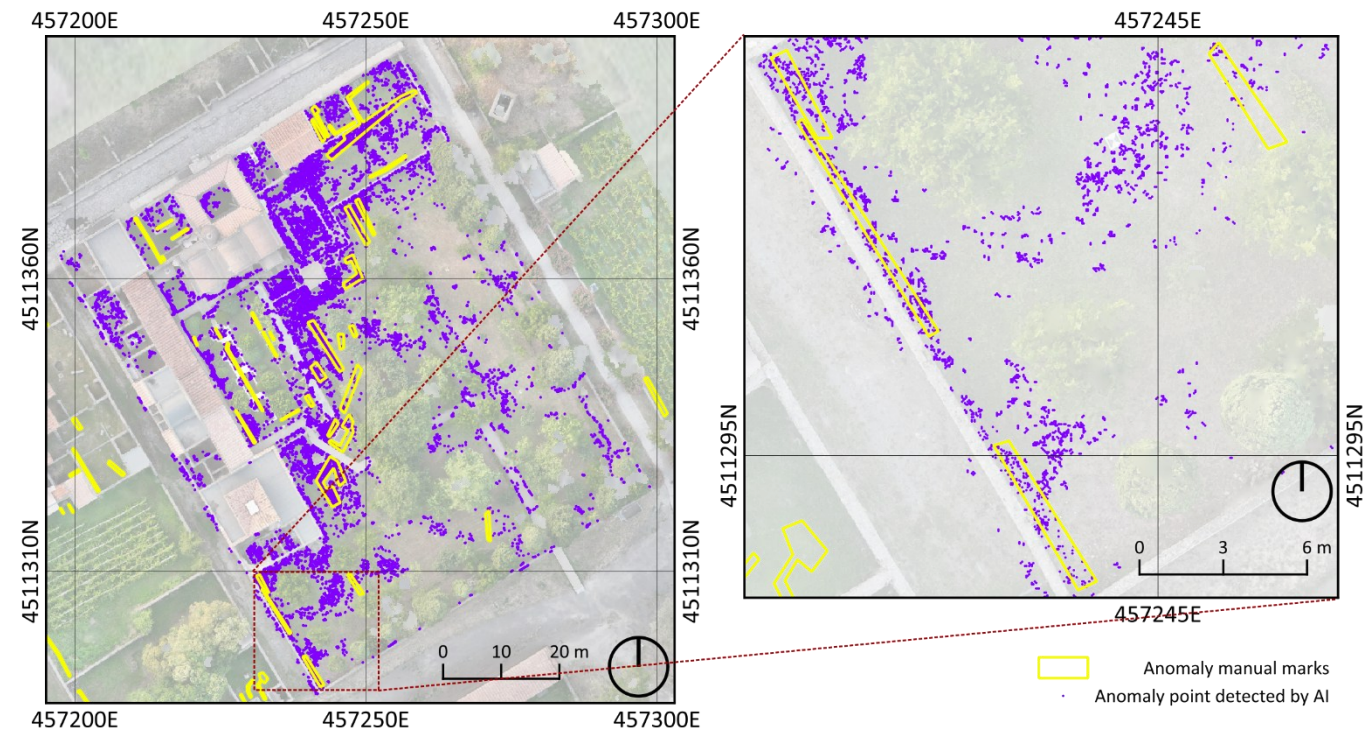 457200E 457250E 457300E
457245E
4511360N
4511360N
4511310N
4511310N
4511295N
4511295N
0 10 20 m
0 3 6 m
457200E 457250E 457300E
457245E
Anomaly manual marks
Anomaly point detected by AI